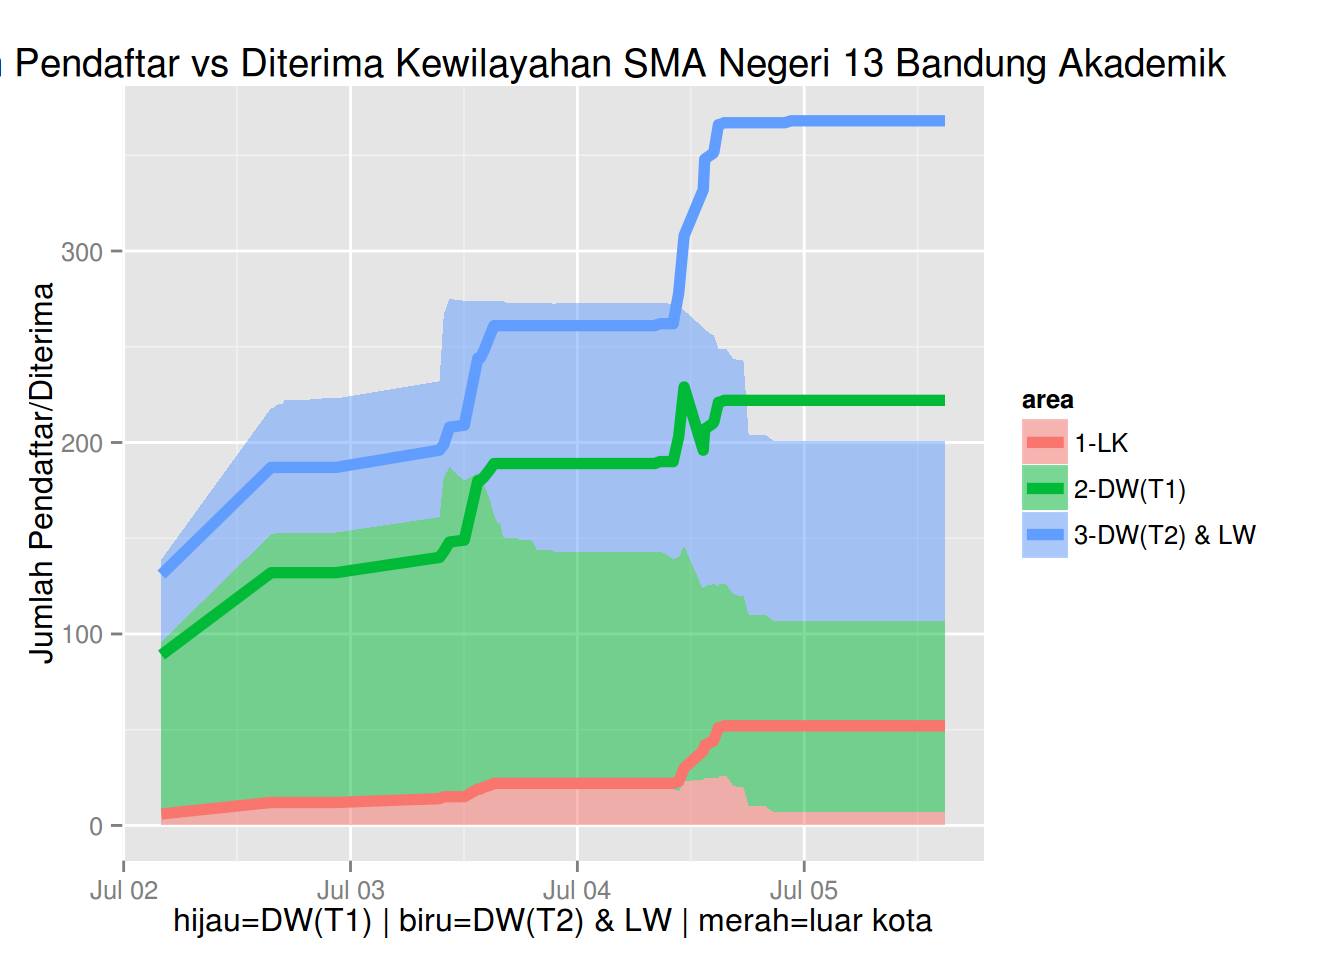 Pendaftar vs Diterima Kewilayahan SMA Negeri 13 Bandung Akademik
Jumlah Pendaftar/Diterima
300
200
100
0
Jul 02
Jul 03
Jul 04
Jul 05
hijau=DW(T1) | biru=DW(T2) & LW | merah=luar kota
area
1-LK
2-DW(T1)
3-DW(T2) & LW